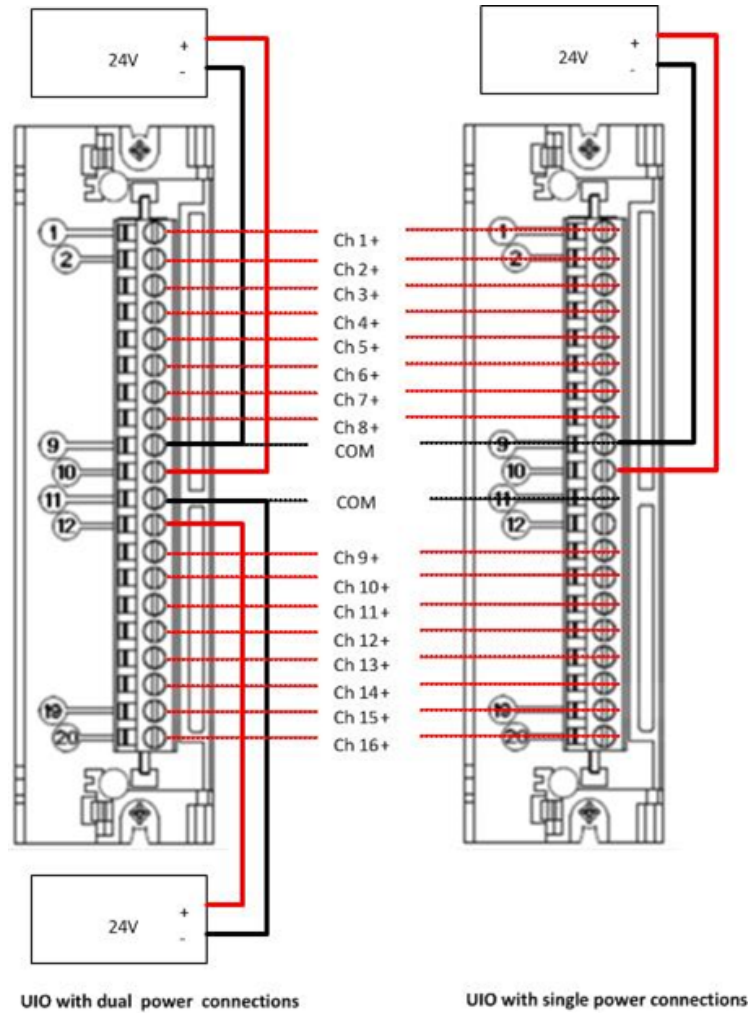 24V
+
-
24V
+
-
1
2
9
10
11
12
19
20
Ch 1+
Ch 2+
Ch 3+
Ch 4+
Ch 5+
Ch 6+
Ch 7+
Ch 8+
COM
COM
Ch 9+
Ch 10+
Ch 11+
Ch 12+
Ch 13+
Ch 14+
Ch 15+
Ch 16+
1
2
9
10
11
12
19
20
24V
+
-
UIO with dual power connections
UIO with single power connections